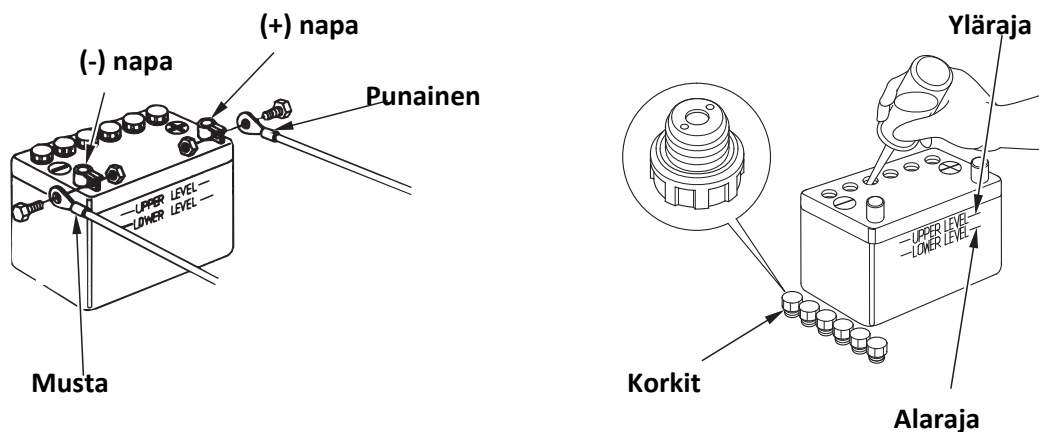 (+) napa
(-) napa
Punainen
UPPER LEVEL
LOWER LEVEL
Musta
Yläraja
UPPER LEVEL
LOWER LEVEL
Korkit
Alaraja